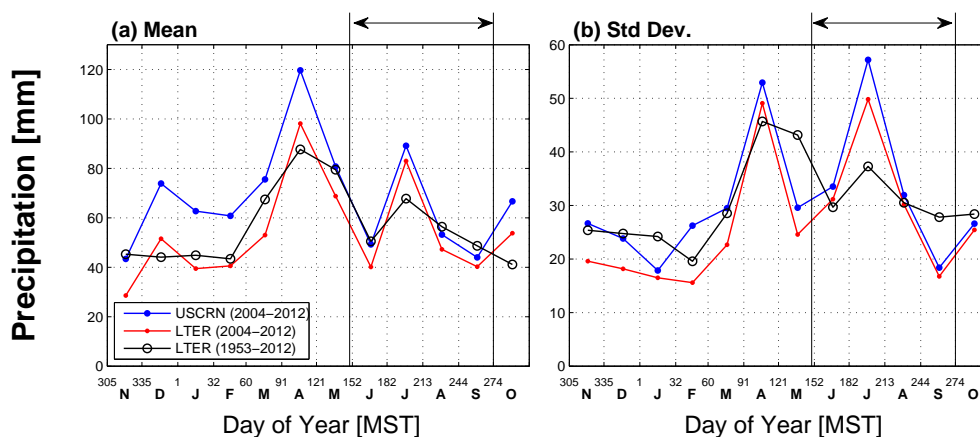 (a) Mean
(b) Std Dev.
Precipitation [mm]
120
100
80
60
40
20
0
60
50
40
30
20
10
0
USCRN (2004−2012)
LTER (2004−2012)
LTER (1953−2012)
305 335 1 32 60 91 121 152 182 213 244 274
N D J F M A M J J A S O
305 335 1 32 60 91 121 152 182 213 244 274
N D J F M A M J J A S O
Day of Year [MST]
Day of Year [MST]